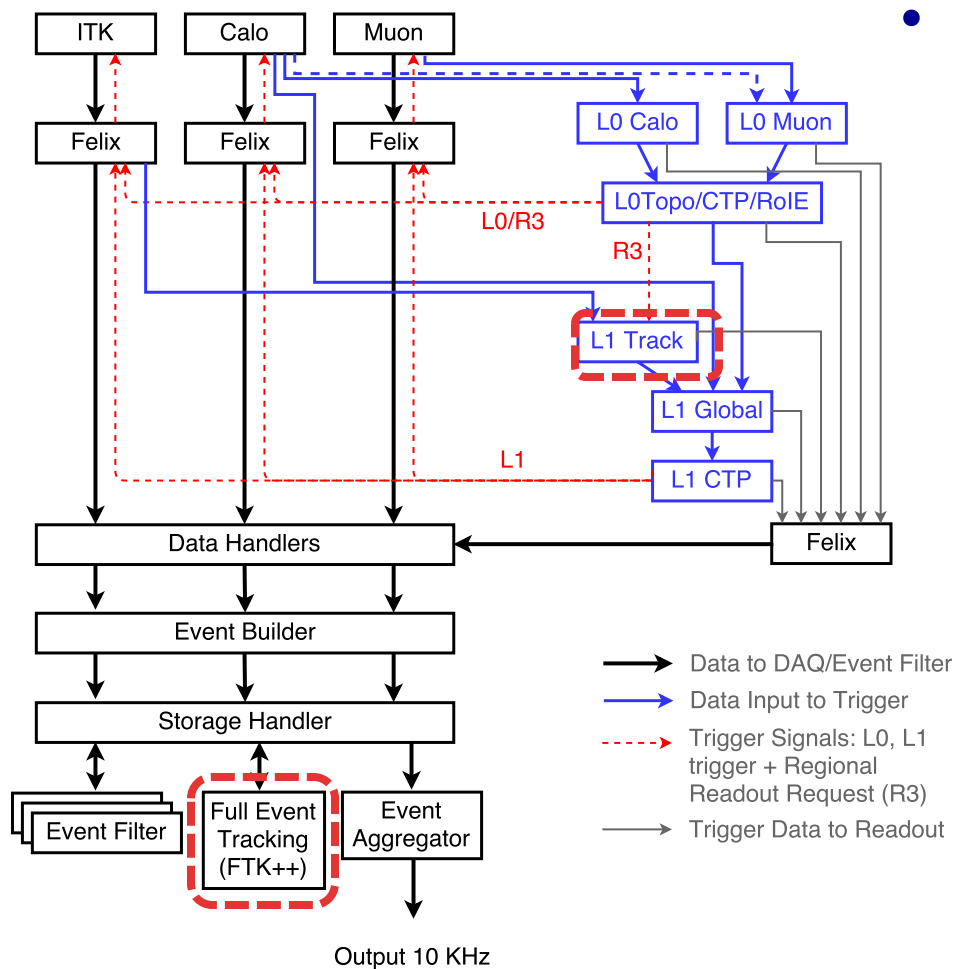 ITK
Calo
Muon
L0 Calo
L0 Muon
Felix
Felix
Felix
L0Topo/CTP/RoIE
L0/R3
R3
L1 Track
L1 Global
L1
L1 CTP
Data Handlers
Felix
Event Builder
Storage Handler
Data to DAQ/Event Filter
Data Input to Trigger
Trigger Signals: L0, L1
trigger + Regional
Readout Request (R3)
Trigger Data to Readout
Event Filter
Full Event
Tracking
(FTK++)
Event
Aggregator
Output 10 KHz